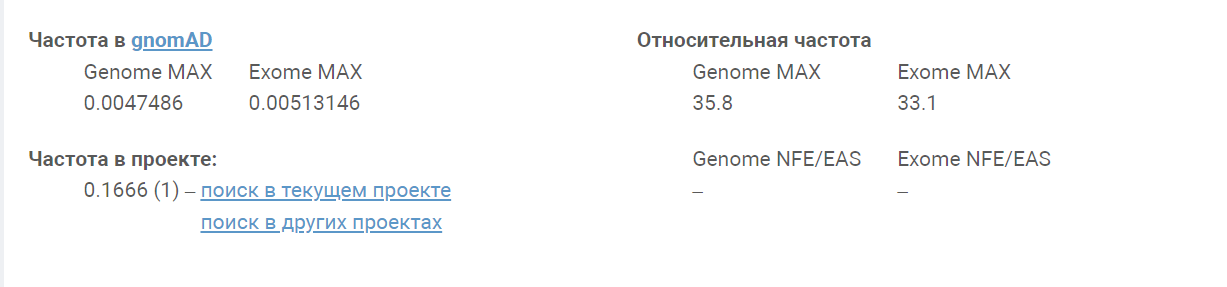 Частота в gnomAD
Genome MAX Exome MAX
0.0047486 0.00513146
Частота в проекте:
0.1666 (1) – поиск в текущем проекте
поиск в других проектах
Относительная частота
Genome MAX Exome MAX
35.8 33.1
Genome NFE/EAS Exome NFE/EAS
– –